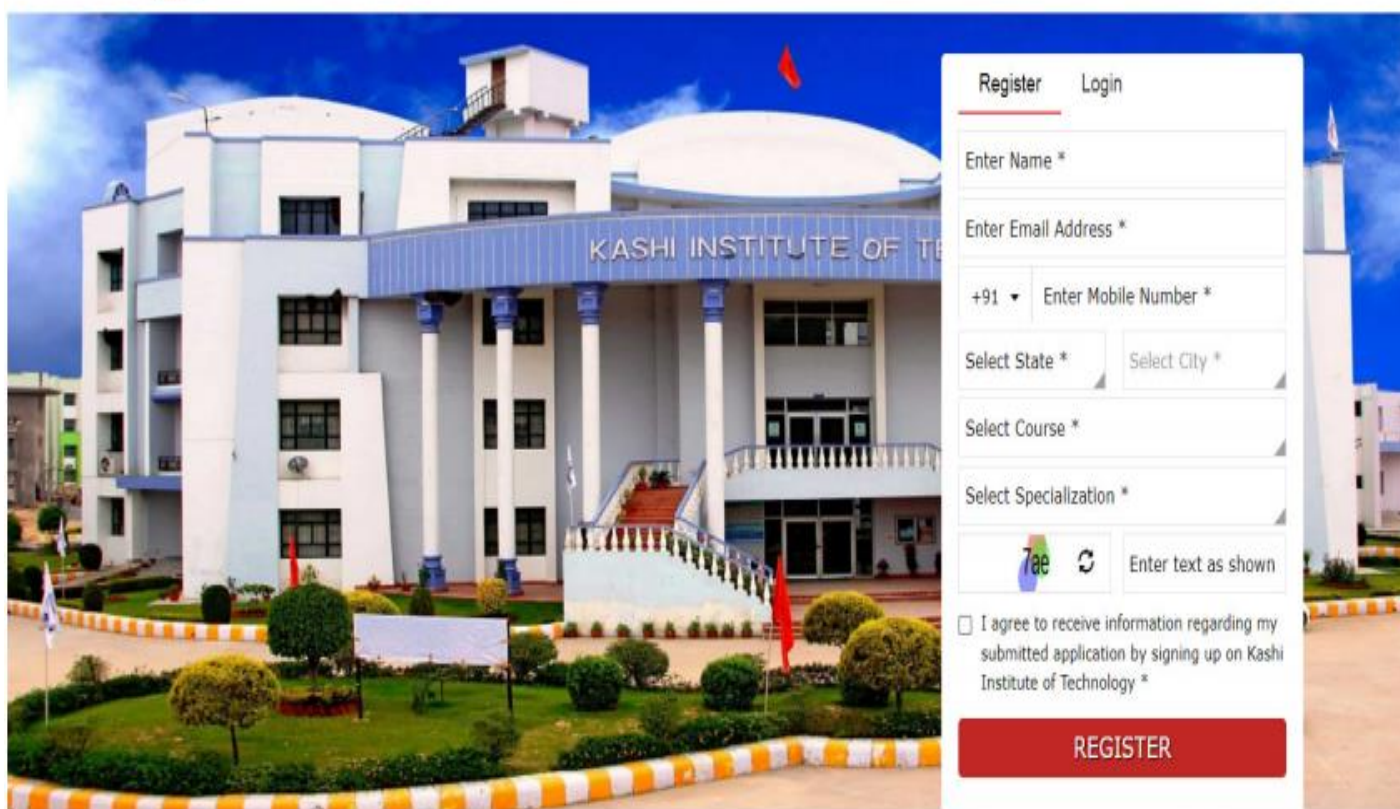 KASHI INSTITUTE OF TE
Register Login
Enter Name *
Enter Email Address *
+91 Enter Mobile Number *
Select State * Select City *
Select Course *
Select Specialization *
7ae Enter text as shown
I agree to receive information regarding my
submitted application by signing up on Kashi
Institute of Technology *
REGISTER